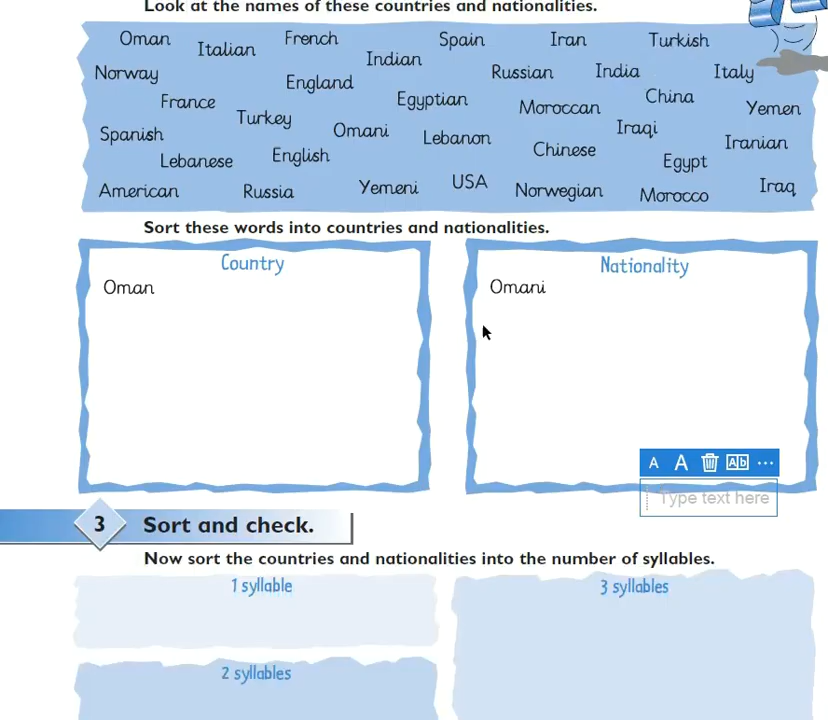 Look at the names of these countries and nationalities.
Oman Italian French Indian Spain Iran Turkish
Norway England Russian India Italy
France Turkey Egyptian Moroccan China Yemen
Spanish Omani Lebanon Iraqi Iranian
Lebanese English Chinese Egypt
American Russia Yemeni USA Norwegian Morocco Iraq
Sort these words into countries and nationalities.
Country
Oman
Nationality
Omani
A A Ab ...
Type text here
3 Sort and check.
Now sort the countries and nationalities into the number of syllables.
1 syllable
3 syllables
2 syllables